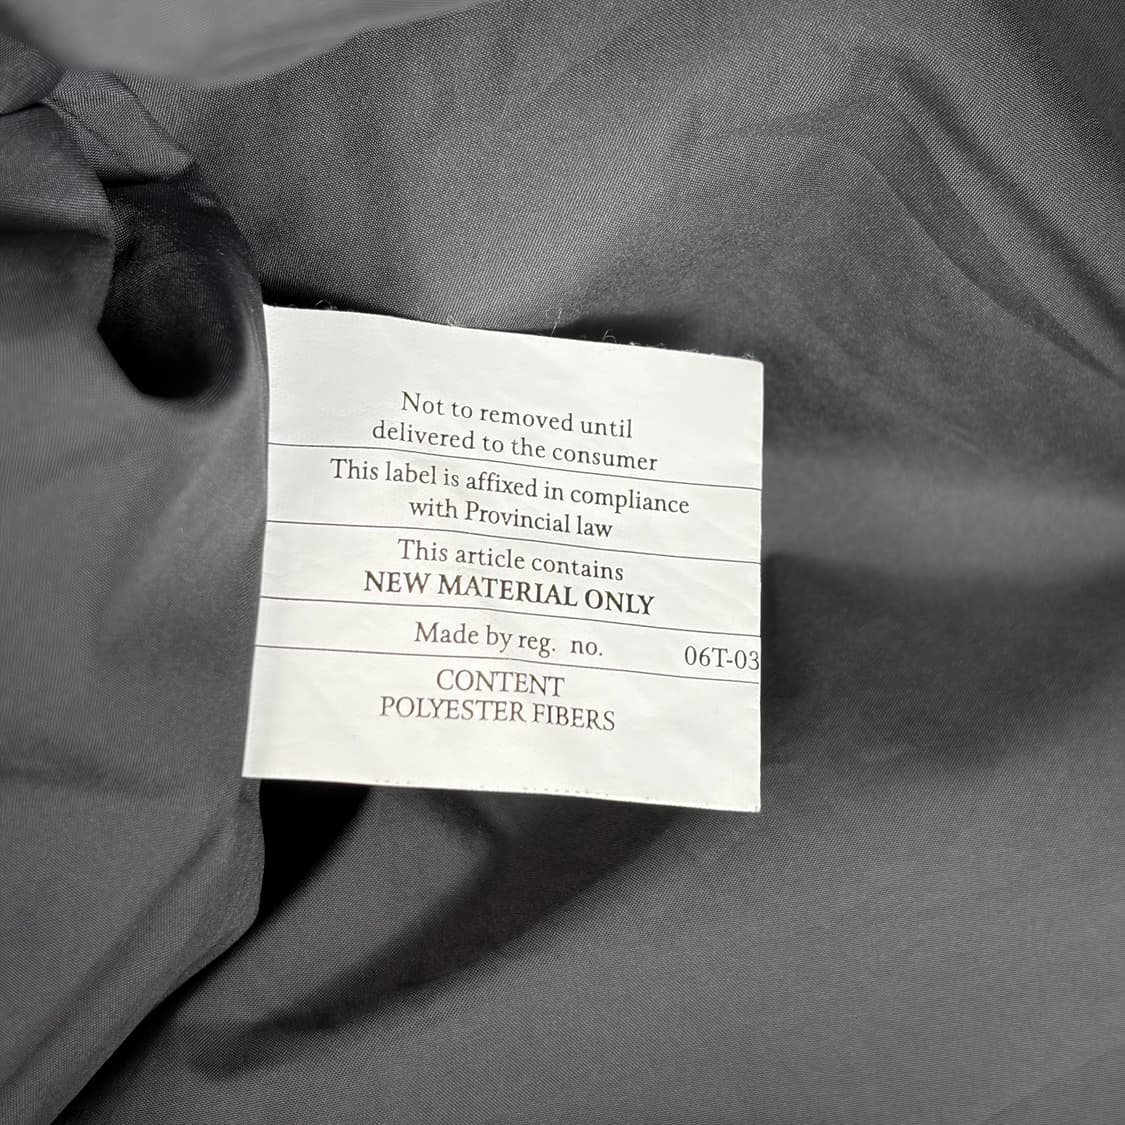 Not to removed until
delivered to the consumer
This label is affixed in compliance
with Provincial law
This article contains
NEW MATERIAL ONLY
Made by reg. no. 06T-03
CONTENT
POLYESTER FIBERS